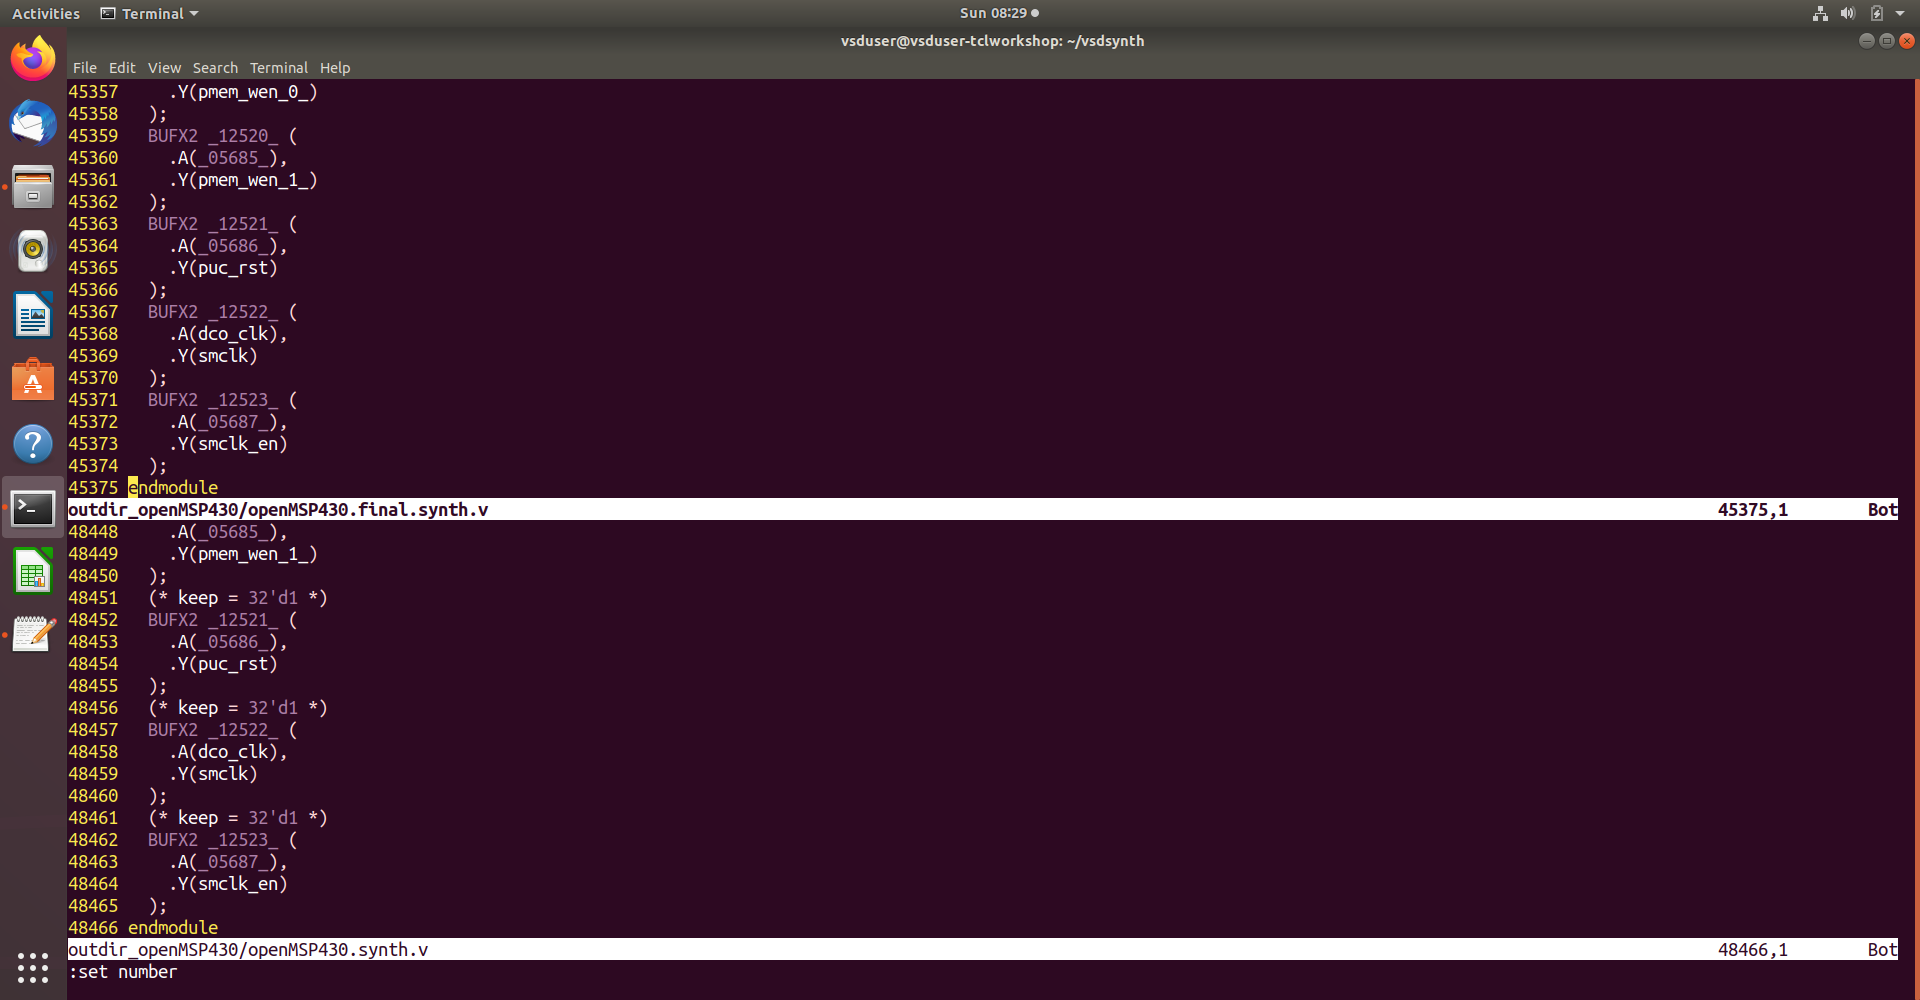 Activities Terminal Sun 08:29
vsduser@vsduser-tclworkshop: ~/vsdsynth
File Edit View Search Terminal Help
45357     .Y(pmem_wen_0_)
45358   );
45359   BUFX2 _12520_ (
45360     .A(_05685_),
45361     .Y(pmem_wen_1_)
45362   );
45363   BUFX2 _12521_ (
45364     .A(_05686_),
45365     .Y(puc_rst)
45366   );
45367   BUFX2 _12522_ (
45368     .A(dco_clk),
45369     .Y(smclk)
45370   );
45371   BUFX2 _12523_ (
45372     .A(_05687_),
45373     .Y(smclk_en)
45374   );
45375 endmodule
outdir_openMSP430/openMSP430.final.synth.v 45375,1 Bot
48448     .A(_05685_),
48449     .Y(pmem_wen_1_)
48450   );
48451   (* keep = 32'd1 *)
48452   BUFX2 _12521_ (
48453     .A(_05686_),
48454     .Y(puc_rst)
48455   );
48456   (* keep = 32'd1 *)
48457   BUFX2 _12522_ (
48458     .A(dco_clk),
48459     .Y(smclk)
48460   );
48461   (* keep = 32'd1 *)
48462   BUFX2 _12523_ (
48463     .A(_05687_),
48464     .Y(smclk_en)
48465   );
48466 endmodule
outdir_openMSP430/openMSP430.synth.v 48466,1 Bot
:set number